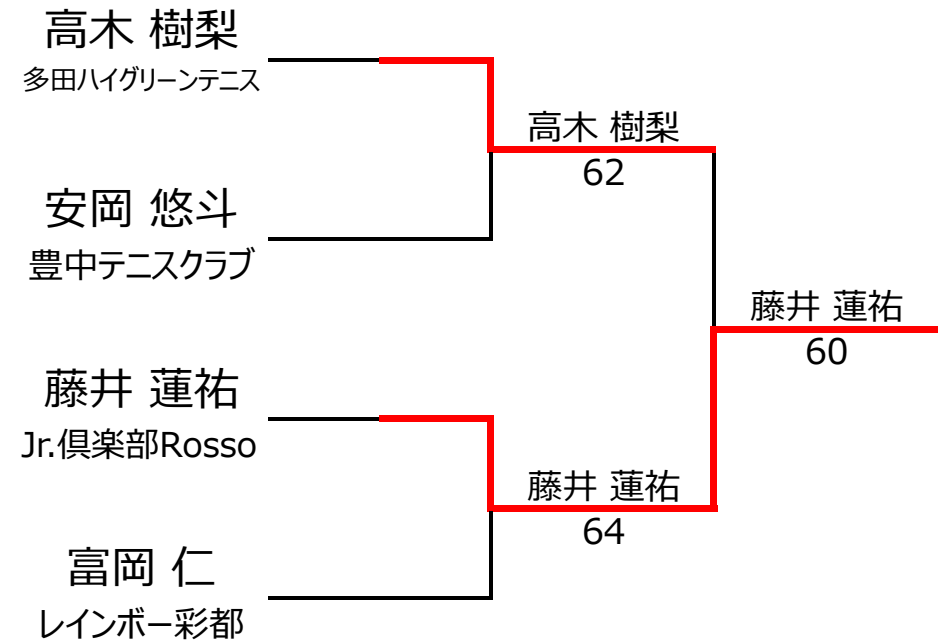 高木 樹梨
多田ハイグリーンテニス
高木 樹梨
62
安岡 悠斗
豊中テニスクラブ
藤井 蓮祐
60
藤井 蓮祐
Jr.倶楽部Rosso
藤井 蓮祐
64
富岡 仁
レインボー彩都